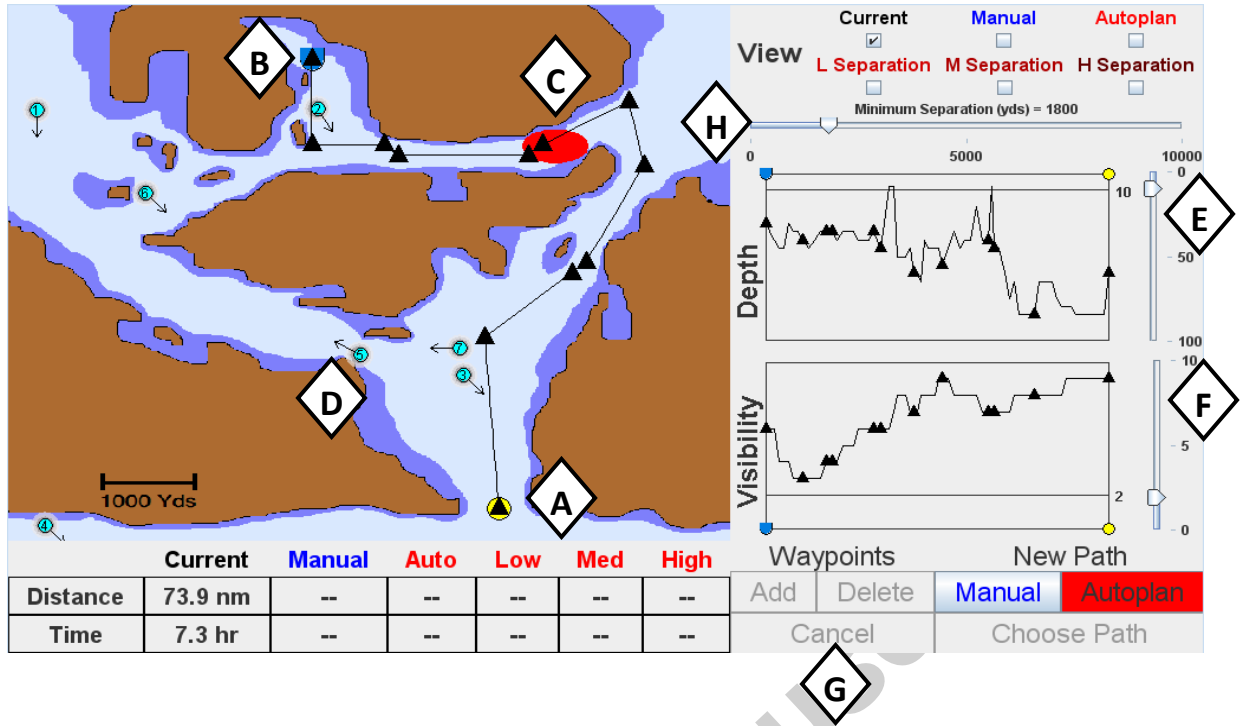 B
C
1
2
6
5
7
3
D
A
4
1000 Yds
Current Manual Autoplan
View
L Separation M Separation H Separation
Minimum Separation (yds) = 1800
H
0 5000 10000
Depth
10
0
50
100
E
Visibility
2
10
5
0
F
Current Manual Auto Low Med High
Distance 73.9 nm -- -- -- -- --
Time 7.3 hr -- -- -- -- --
Waypoints New Path
Add Delete Manual Autoplan
Cancel Choose Path
G